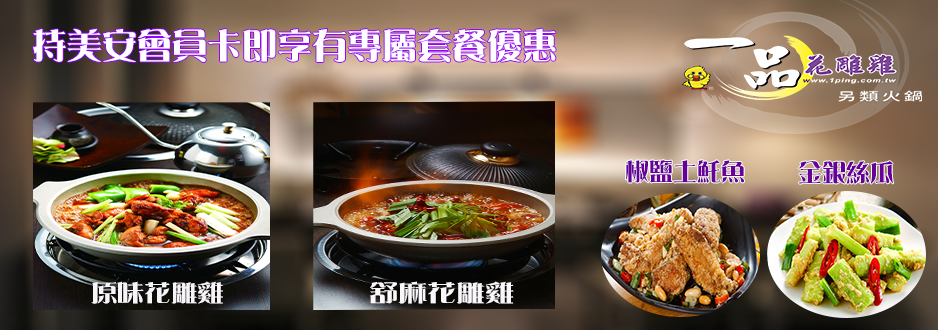 持美安會員卡即享有專屬套餐優惠
一品花雕雞
www.1ping.com.tw
另類火鍋
椒鹽土魠魚
金銀絲瓜
原味花雕雞
舒麻花雕雞